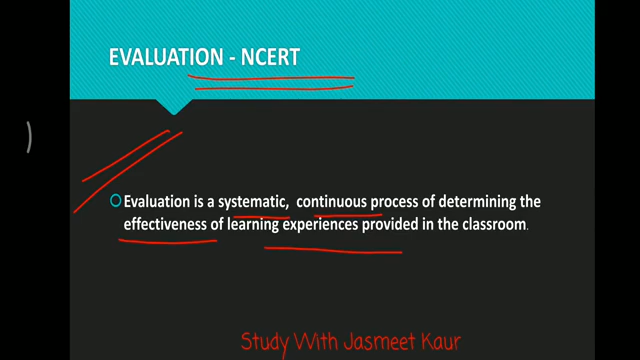 EVALUATION - NCERT
Evaluation is a systematic, continuous process of determining the
effectiveness of learning experiences provided in the classroom.
Study With Jasmeet Kaur